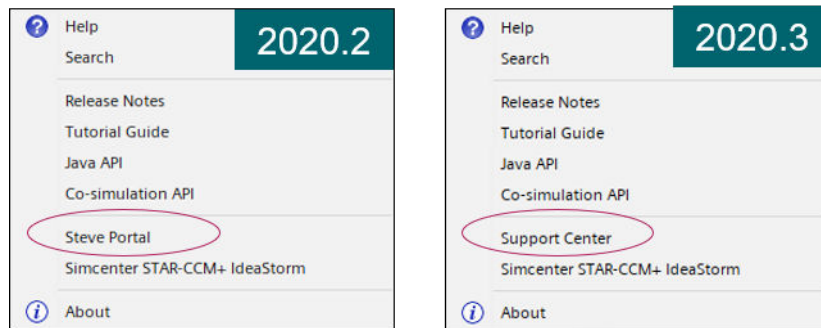 Help
2020.2
Search
Release Notes
Tutorial Guide
Java API
Co-simulation API
Steve Portal
Simcenter STAR-CCM+ IdeaStorm
About
Help
2020.3
Search
Release Notes
Tutorial Guide
Java API
Co-simulation API
Support Center
Simcenter STAR-CCM+ IdeaStorm
About